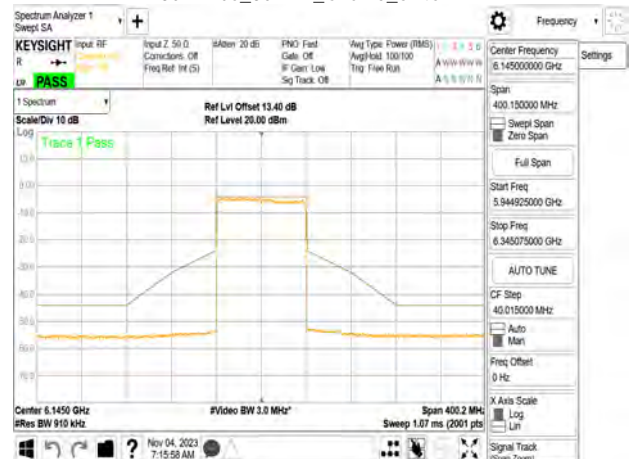 Spectrum Analyzer 1
Swept SA
Frequency
KEYSIGHT
Input: RF
Input Z: 50 Ω
Corrections: Off
Freq Ref: Int (S)
#Atten: 20 dB
PNO: Fast
Gate: Off
IF Gain: Low
Sig Track: Off
Avg Type: Power (RMS)
Avg|Hold: 100/100
Trig: Free Run
PASS
Center Frequency
6.145000000 GHz
Settings
Span
400.150000 MHz
Swept Span
Zero Span
Full Span
Start Freq
5.944925000 GHz
Stop Freq
6.345075000 GHz
AUTO TUNE
CF Step
40.015000 MHz
Auto
Man
Freq Offset
0 Hz
X Axis Scale
Log
Lin
Signal Track
(Span Zoom)
1 Spectrum
Scale/Div 10 dB
Ref Lvl Offset 13.40 dB
Ref Level 20.00 dBm
Log
Trace 1 Pass
Center 6.1450 GHz
#Res BW 910 kHz
#Video BW 3.0 MHz*
Span 400.2 MHz
Sweep 1.07 ms (2001 pts
Nov 04, 2023
7:15:58 AM